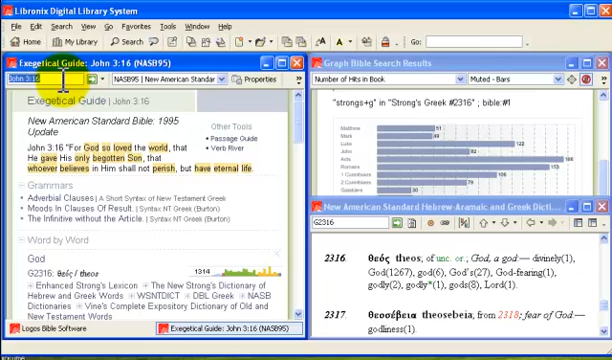 Libronix Digital Library System
File Edit Go Favorites Tools Window Help
Home My Library Search Go:
Exegetical Guide: John 3:16 (NASB95)
John 3:16 NASB95 | New American Standar Properties
Exegetical Guide | John 3:16
New American Standard Bible: 1995
Update
John 3:16 "For God so loved the world, that
He gave His only begotten Son, that
whoever believes in Him shall not perish, but have eternal life.
Other Tools
Passage Guide
Verb River
Grammars
Adverbial Clauses | A Short Syntax of New Testament Greek
Moods In Clauses Of Result. | Syntax NT Greek (Burton)
The Infinitive without the Article. | Syntax NT Greek (Burton)
Word by Word
God
G2316: θεός / theos 1314
Enhanced Strong's Lexicon The New Strong's Dictionary of
Hebrew and Greek Words WSNTDICT DBL Greek NASB
Dictionaries Vine's Complete Expository Dictionary of Old and
New Testament Words
Logos Bible Software Exegetical Guide: John 3:16 (NASB95)
Graph Bible Search Results
Number of Hits in Book Muted - Bars
"strongs+g" in "Strong's Greek #2316" ; bible:#1
Matthew 51
Mark 49
Luke 122
John
Acts
Romans 153
1 Corinthians
2 Corinthians 79
Galatians
New American Standard Hebrew-Aramaic and Greek Dict...
G2316
2316. θεός theos; of unc. or.; God, a god— divinely(1),
God(1267), god(6), God's(27), God-fearing(1),
godly(2), godly*(1), gods(8), Lord(1).
2317. θεοσέβεια theosebeia; from 2318; fear of God—
godliness(1).